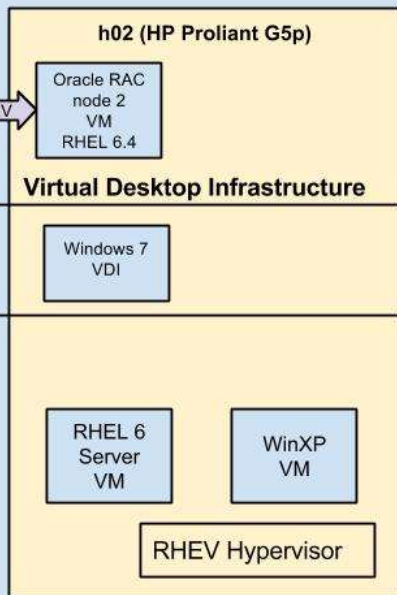 h02 (HP Proliant G5p)
Oracle RAC
node 2
VM
RHEL 6.4
V
Virtual Desktop Infrastructure
Windows 7
VDI
RHEL 6
Server
VM
WinXP
VM
RHEV Hypervisor